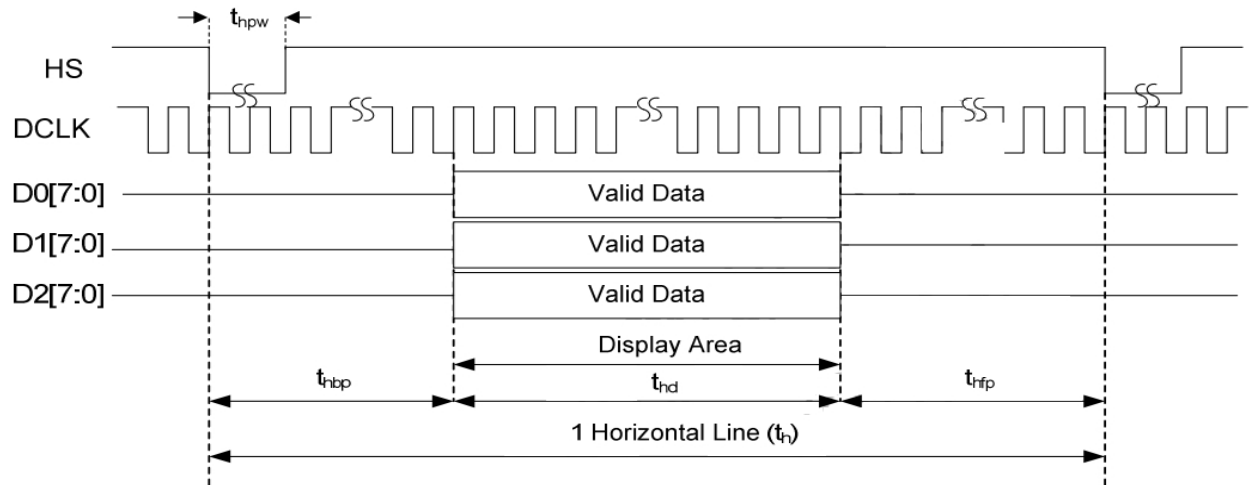 thpw
HS
DCLK
D0[7:0] Valid Data
D1[7:0] Valid Data
D2[7:0] Valid Data
Display Area
thbp thd thfp
1 Horizontal Line (th)